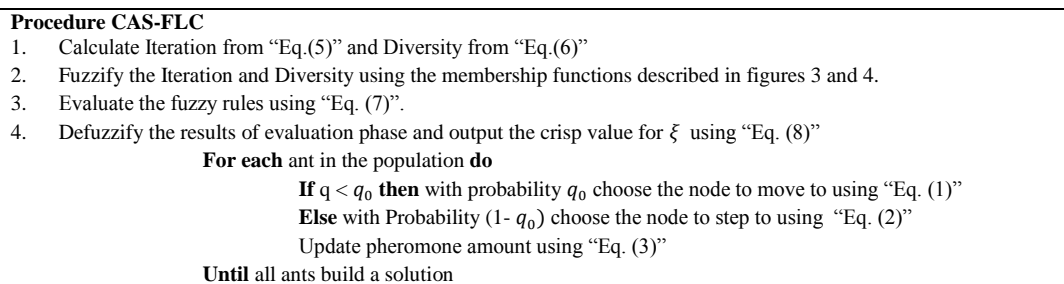 Procedure CAS-FLC
1. Calculate Iteration from “Eq.(5)” and Diversity from “Eq.(6)”
2. Fuzzify the Iteration and Diversity using the membership functions described in figures 3 and 4.
3. Evaluate the fuzzy rules using “Eq. (7)”.
4. Defuzzify the results of evaluation phase and output the crisp value for ξ using “Eq. (8)”
For each ant in the population do
If q < q₀ then with probability q₀ choose the node to move to using “Eq. (1)”
Else with Probability (1- q₀) choose the node to step to using “Eq. (2)”
Update pheromone amount using “Eq. (3)”
Until all ants build a solution